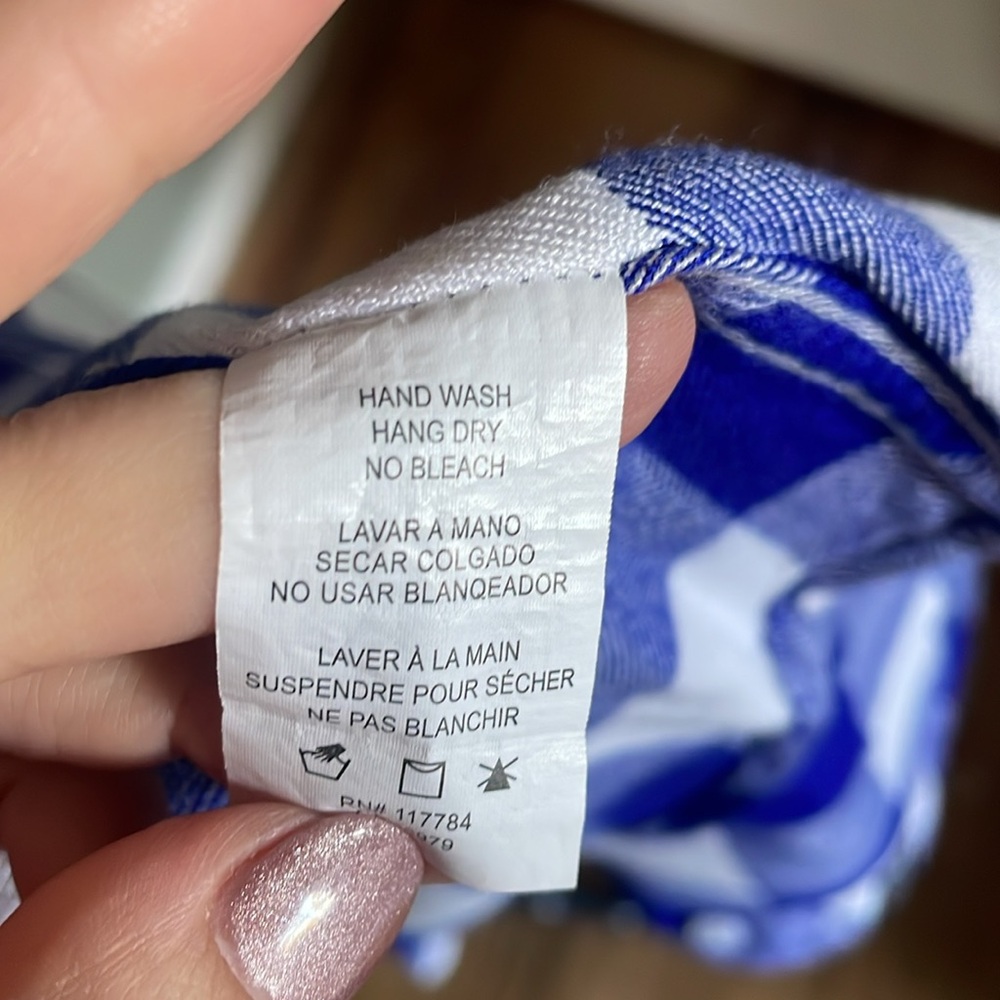 HAND WASH
HANG DRY
NO BLEACH
LAVAR A MANO
SECAR COLGADO
NO USAR BLANQEADOR
LAVER À LA MAIN
SUSPENDRE POUR SÉCHER
NE PAS BLANCHIR
RN# 117784